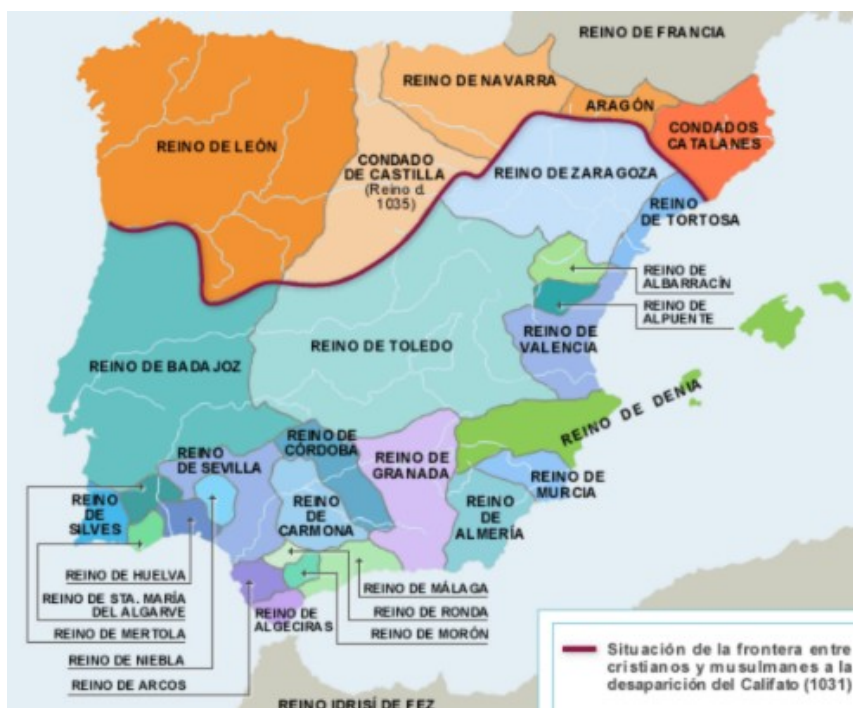 REINO DE FRANCIA
REINO DE NAVARRA
ARAGÓN
CONDADOS
CATALANES
REINO DE LEÓN
CONDADO
DE CASTILLA
(Reino d.
1035)
REINO DE ZARAGOZA
REINO
DE TORTOSA
REINO DE
ALBARRACÍN
REINO DE
ALPUENTE
REINO DE
VALENCIA
REINO DE TOLEDO
REINO DE BADAJOZ
REINO DE DENIA
REINO
DE SEVILLA
REINO DE
CÓRDOBA
REINO DE
GRANADA
REINO DE
MURCIA
REINO
DE
SILVES
REINO
DE
CARMONA
REINO
DE
ALMERÍA
REINO DE HUELVA
REINO DE STA. MARÍA
DEL ALGARVE
REINO DE MERTOLA
REINO DE NIEBLA
REINO DE ARCOS
REINO DE
ALGECIRAS
REINO DE MÁLAGA
REINO DE RONDA
REINO DE MORÓN
REINO IDRISÍ DE FEZ
Situación de la frontera entre
cristianos y musulmanes a la
desaparición del Califato (1031)